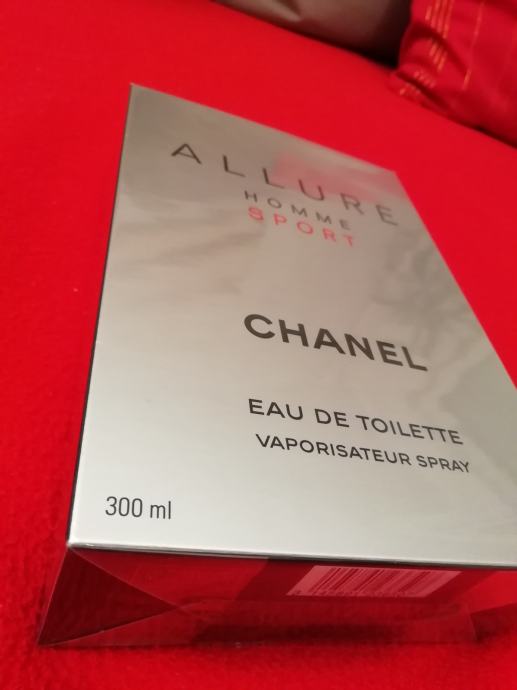 ALLURE
HOMME
SPORT
CHANEL
EAU DE TOILETTE
VAPORISATEUR SPRAY
300 ml